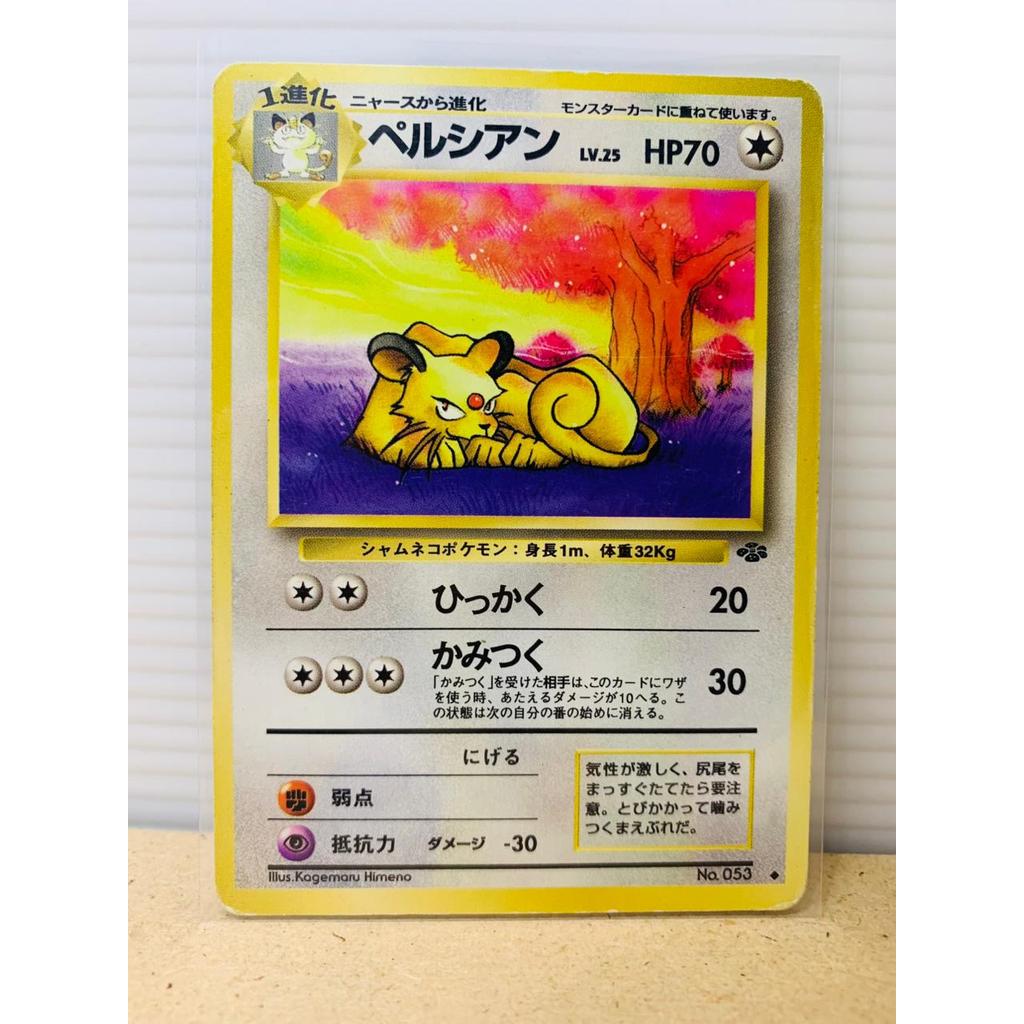 1進化
ニャースから進化
モンスターカードに重ねて使います。
ペルシアン LV.25 HP70
シャムネコポケモン：身長1m、体重32Kg
ひっかく 20
かみつく
「かみつく」を受けた相手は、このカードにワザ
を使う時、あたえるダメージが10へる。こ
の状態は次の自分の番の始めに消える。
30
にげる
弱点
抵抗力 ダメージ -30
気性が激しく、尻尾を
まっすぐたてたら要注
意。とびかかって噛み
つくまえぶれだ。
Illus.Kagemaru Himeno
No. 053